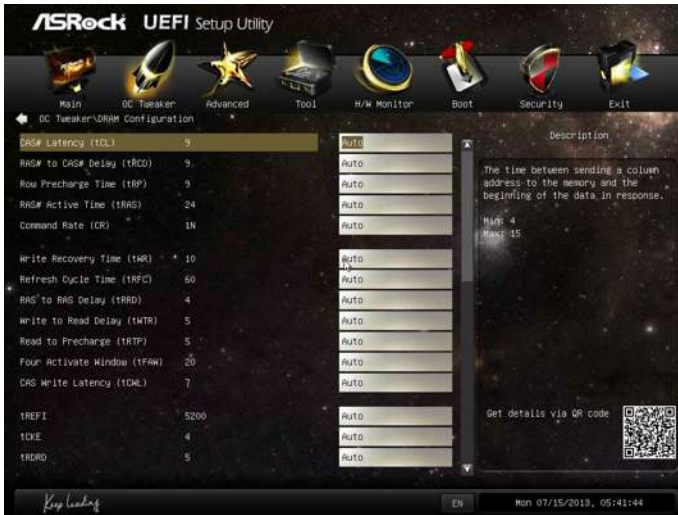 ASRock UEFI Setup Utility
Main OC Tweaker Advanced Tool H/W Monitor Boot Security Exit
OC Tweaker\DRAM Configuration
CAS# Latency (tCL) 9 Auto
RAS# to CAS# Delay (tRCD) 9 Auto
Row Precharge Time (tRP) 9 Auto
RAS# Active Time (tRAS) 24 Auto
Command Rate (CR) 1N Auto
Write Recovery Time (tWR) 10 Auto
Refresh Cycle Time (tRFC) 60 Auto
RAS to RAS Delay (tRRD) 4 Auto
Write to Read Delay (tWTR) 5 Auto
Read to Precharge (tRTP) 5 Auto
Four Activate Window (tFAW) 20 Auto
CAS Write Latency (tCWL) 7 Auto
tREFI 5200 Auto
tCKE 4 Auto
tRDRD 5 Auto
Description
The time between sending a column
address to the memory and the
beginning of the data in response.
Min: 4
Max: 15
Get details via QR code
Keep Leading
EN
Mon 07/15/2013, 05:41:44